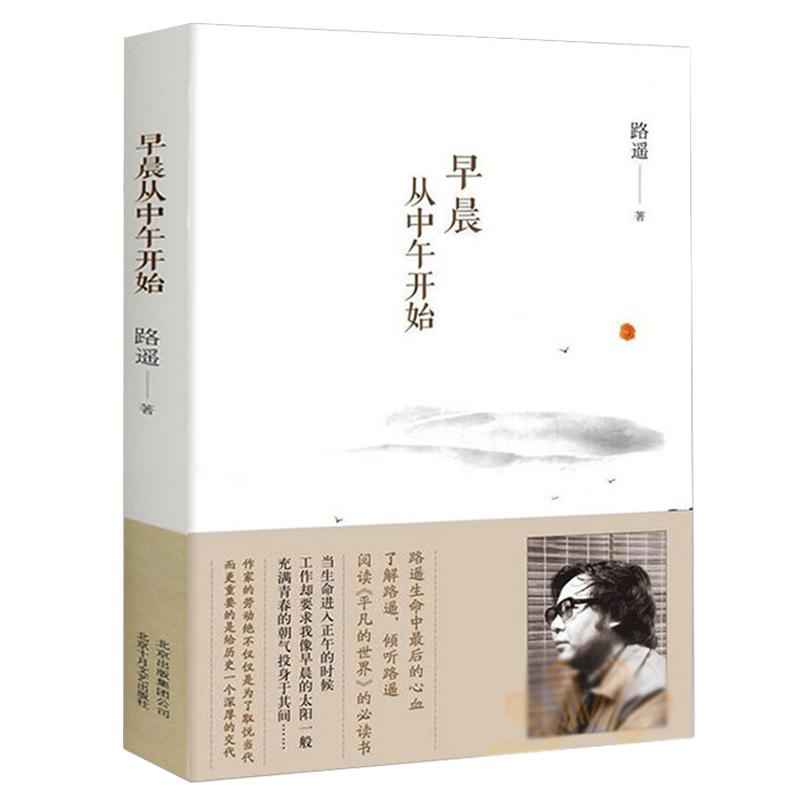 早晨从中午开始
路遥
著
北京出版集团公司
北京十月文艺出版社
早晨
从中午开始
路遥
著
路遥生命中最后的心血
了解路遥，倾听路遥
阅读《平凡的世界》的必读书
当生命进入正午的时候
工作却要求我像早晨的太阳一般
充满青春的朝气投身于其间……
作家的劳动绝不仅仅是为了取悦当代
而更重要的是给历史一个深厚的交代